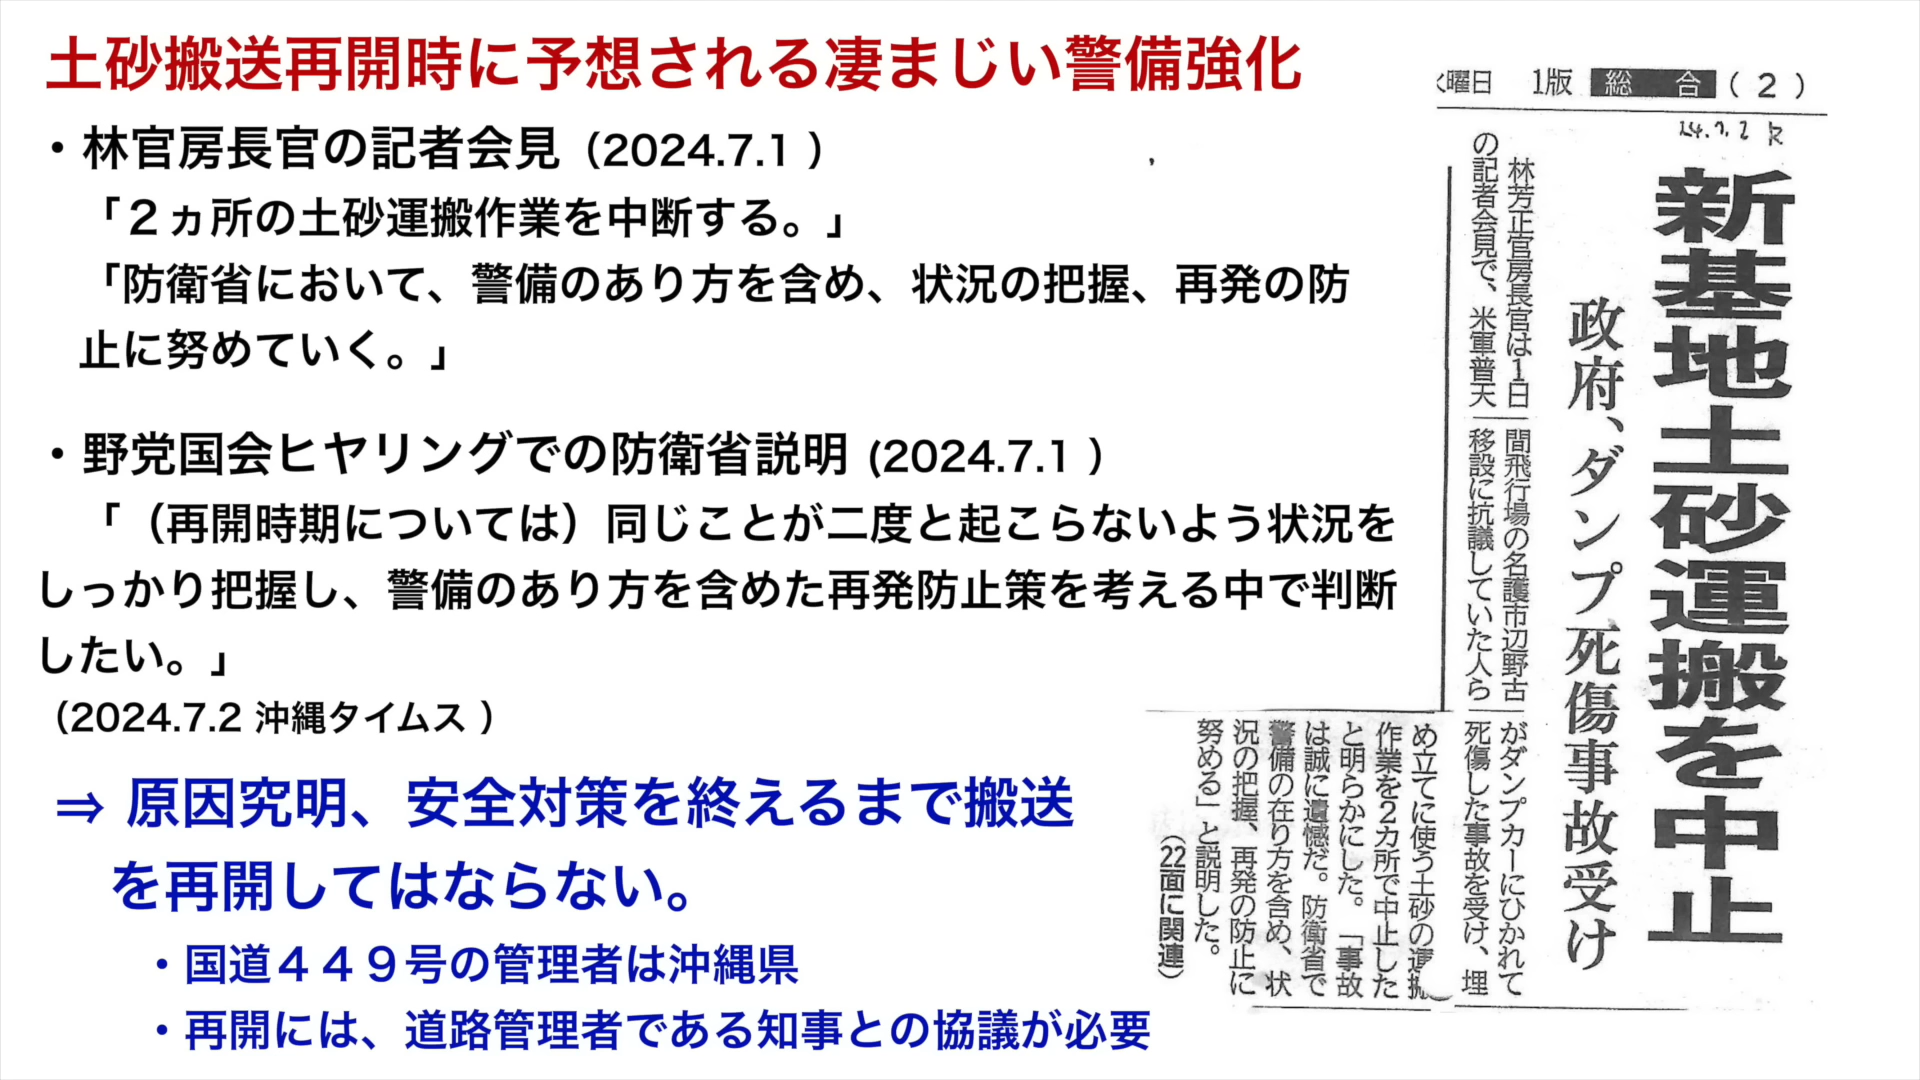 土砂搬送再開時に予想される凄まじい警備強化
・林官房長官の記者会見（2024.7.1 ）
「２ヵ所の土砂運搬作業を中断する。」
「防衛省において、警備のあり方を含め、状況の把握、再発の防
止に努めていく。」
・野党国会ヒヤリングでの防衛省説明 (2024.7.1 ）
「（再開時期については）同じことが二度と起こらないよう状況を
しっかり把握し、警備のあり方を含めた再発防止策を考える中で判断
したい。」
（2024.7.2 沖縄タイムス ）
⇒ 原因究明、安全対策を終えるまで搬送
を再開してはならない。
・国道４４９号の管理者は沖縄県
・再開には、道路管理者である知事との協議が必要
曜日 1版 総合 （2）
24.7.2
新基地土砂運搬を中止
政府、ダンプ死傷事故受け
林芳正官房長官は1日
の記者会見で、米軍普天
間飛行場の名護市辺野古
移設に抗議していた人ら
がダンプカーにひかれて
死傷した事故を受け、埋
め立てに使う土砂の運搬
作業を2カ所で中止した
と明らかにした。「事故
は誠に遺憾だ。防衛省で
警備の在り方を含め、状
況の把握、再発の防止に
努める」と説明した。
（22面に関連）